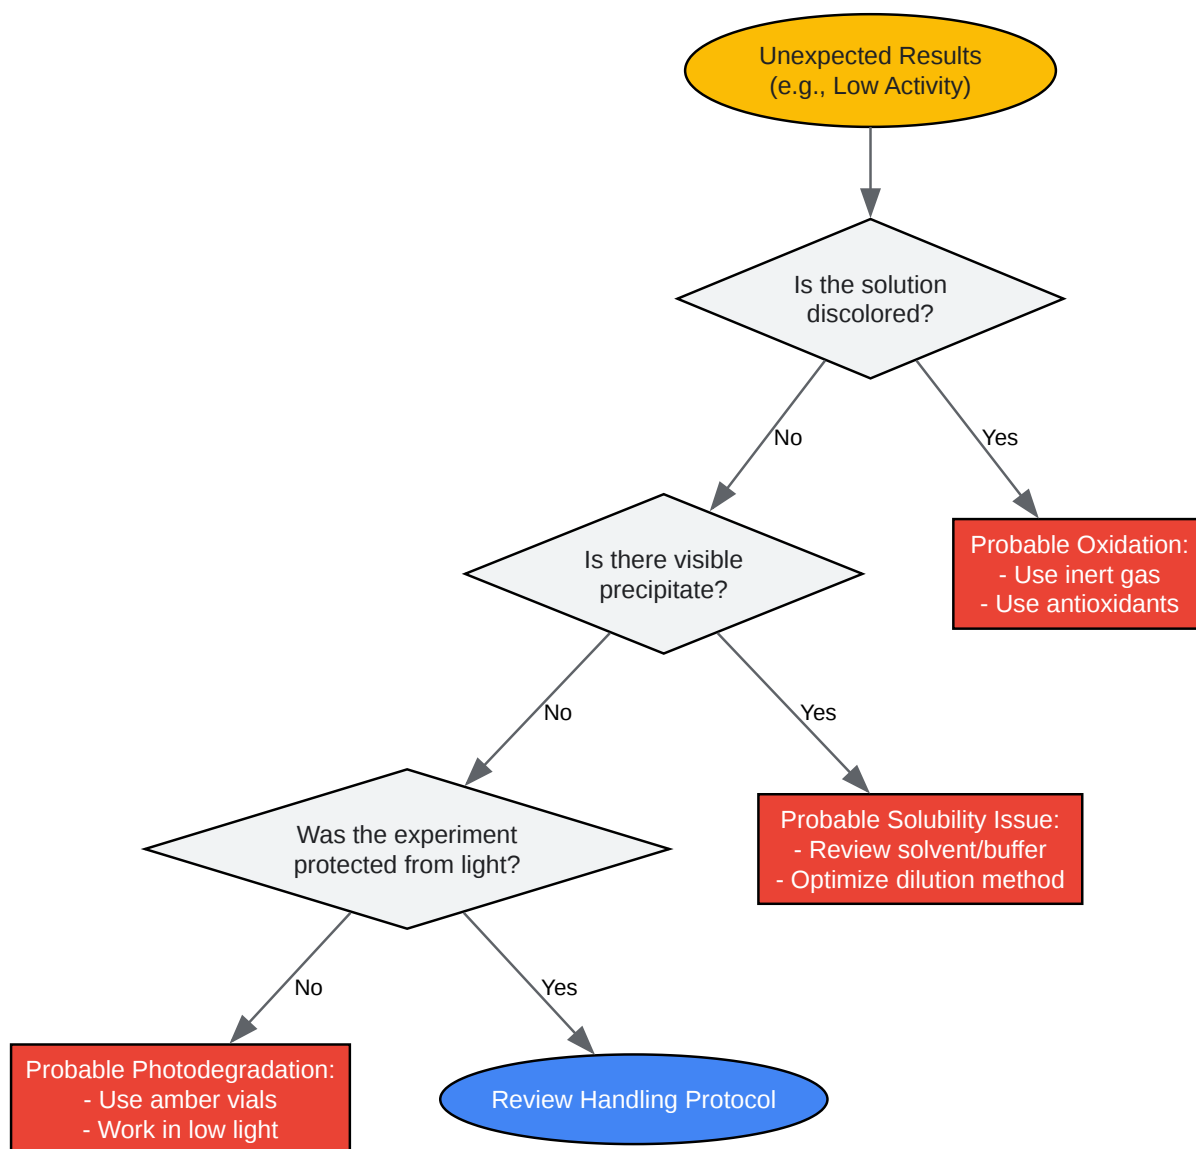 Unexpected Results
(e.g., Low Activity)
Is the solution
discolored?
No
Yes
Is there visible
precipitate?
Probable Oxidation:
- Use inert gas
- Use antioxidants
No
Yes
Was the experiment
protected from light?
Probable Solubility Issue:
- Review solvent/buffer
- Optimize dilution method
No
Yes
Probable Photodegradation:
- Use amber vials
- Work in low light
Review Handling Protocol